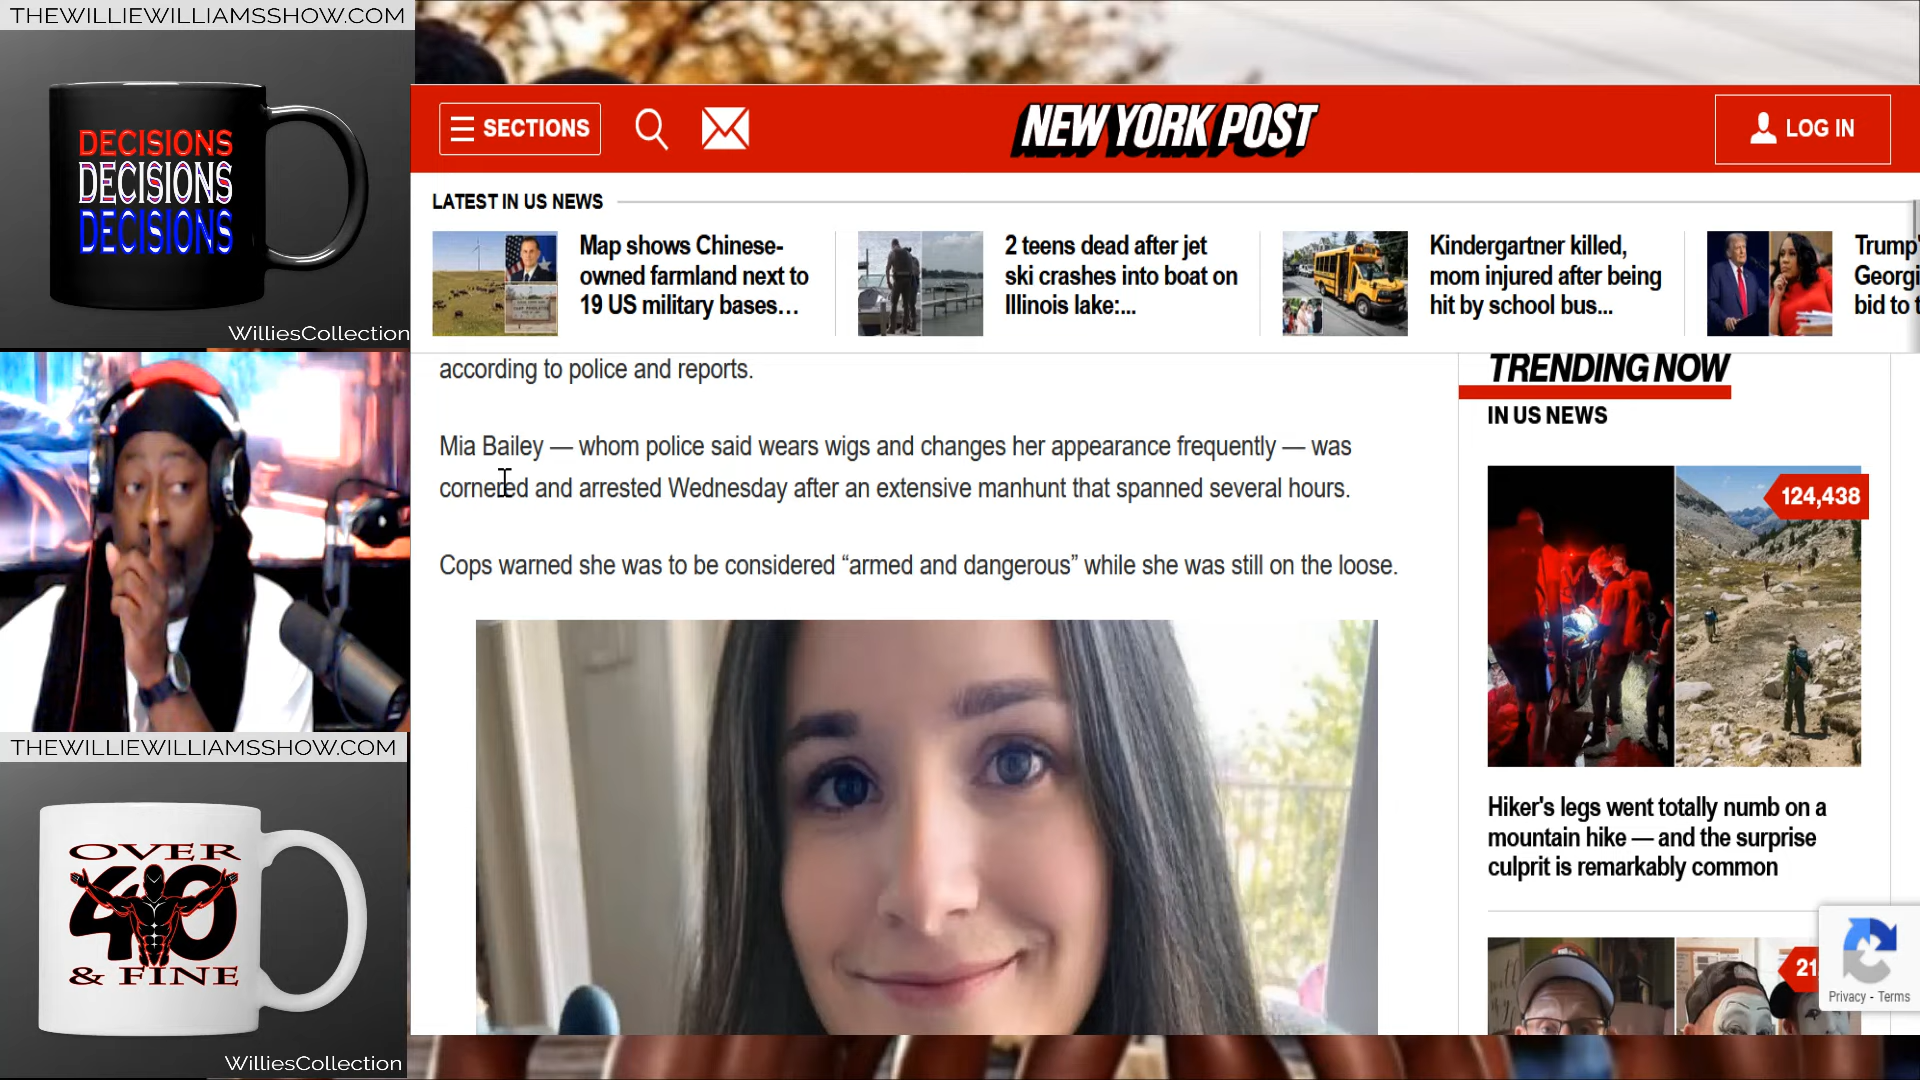 THEWILLIEWILLIAMSSHOW.COM
DECISIONS
DECISIONS
DECISIONS
WilliesCollection
THEWILLIEWILLIAMSSHOW.COM
OVER
40
& FINE
WilliesCollection
SECTIONS
NEW YORK POST
LOG IN
LATEST IN US NEWS
Map shows Chinese-
owned farmland next to
19 US military bases…
2 teens dead after jet
ski crashes into boat on
Illinois lake:...
Kindergartner killed,
mom injured after being
hit by school bus...
Trump'
Georgi
bid to t
according to police and reports.
Mia Bailey — whom police said wears wigs and changes her appearance frequently — was
cornered and arrested Wednesday after an extensive manhunt that spanned several hours.
Cops warned she was to be considered “armed and dangerous” while she was still on the loose.
TRENDING NOW
IN US NEWS
124,438
Hiker's legs went totally numb on a
mountain hike — and the surprise
culprit is remarkably common
21
Privacy - Terms